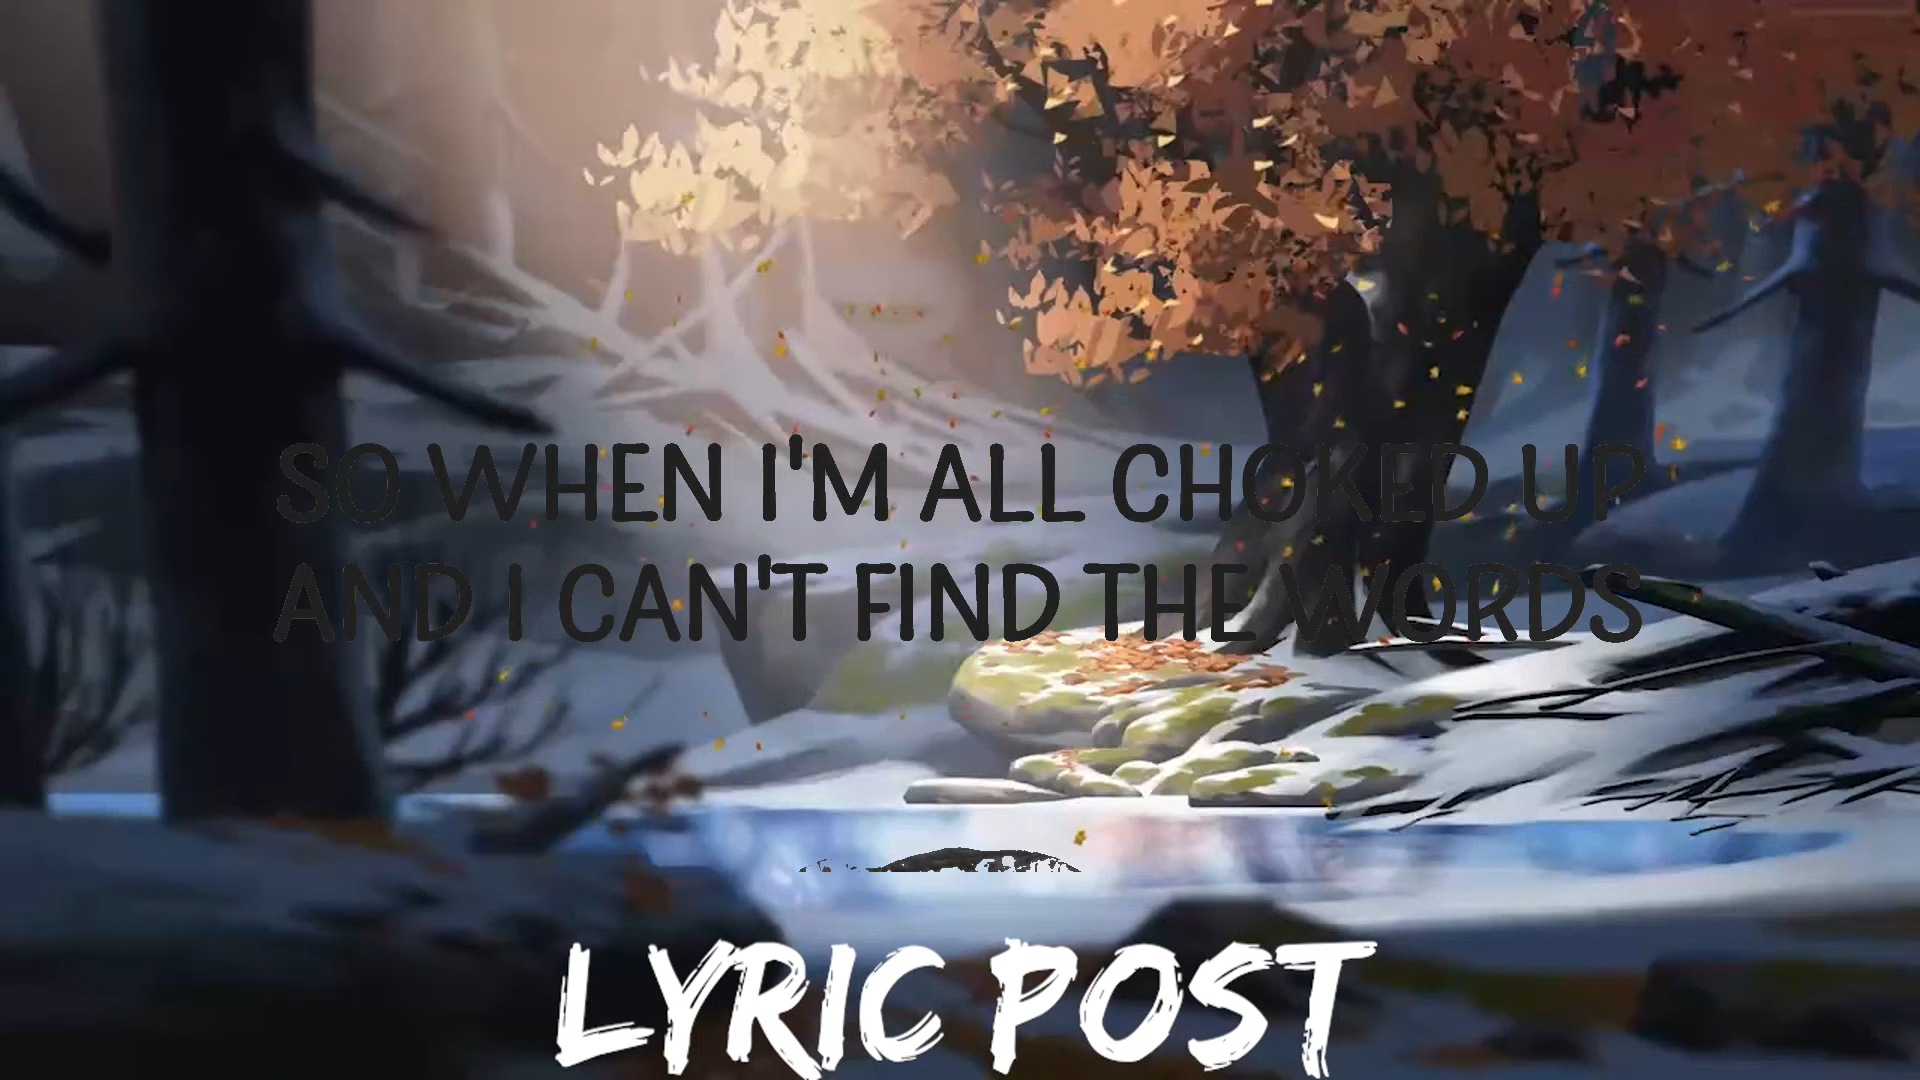 SO WHEN I'M ALL CHOKED UP
AND I CAN'T FIND THE WORDS
LYRIC POST